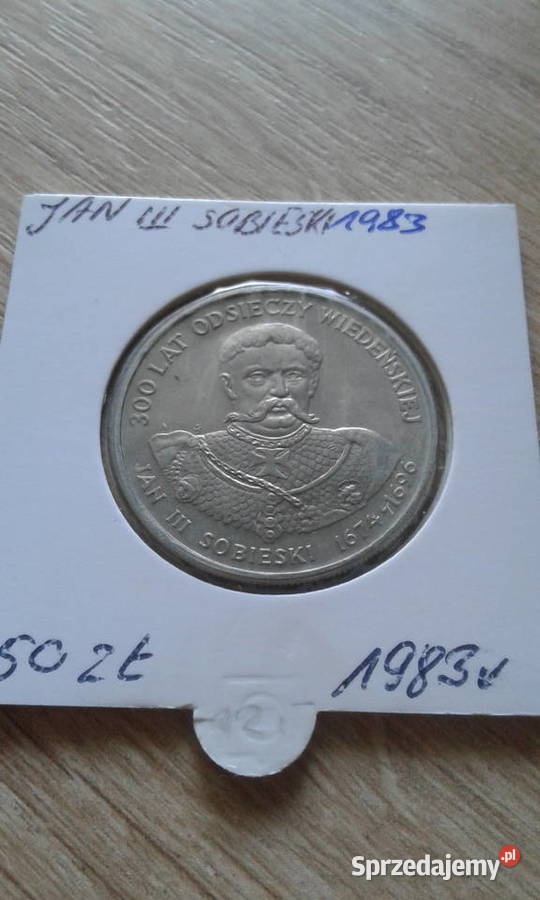 JAN III SOBIESKI 1983
300 LAT ODSIECZY WIEDEŃSKIEJ
JAN III SOBIESKI 1674-1696
50 zł
1983r
Sprzedajemy.pl